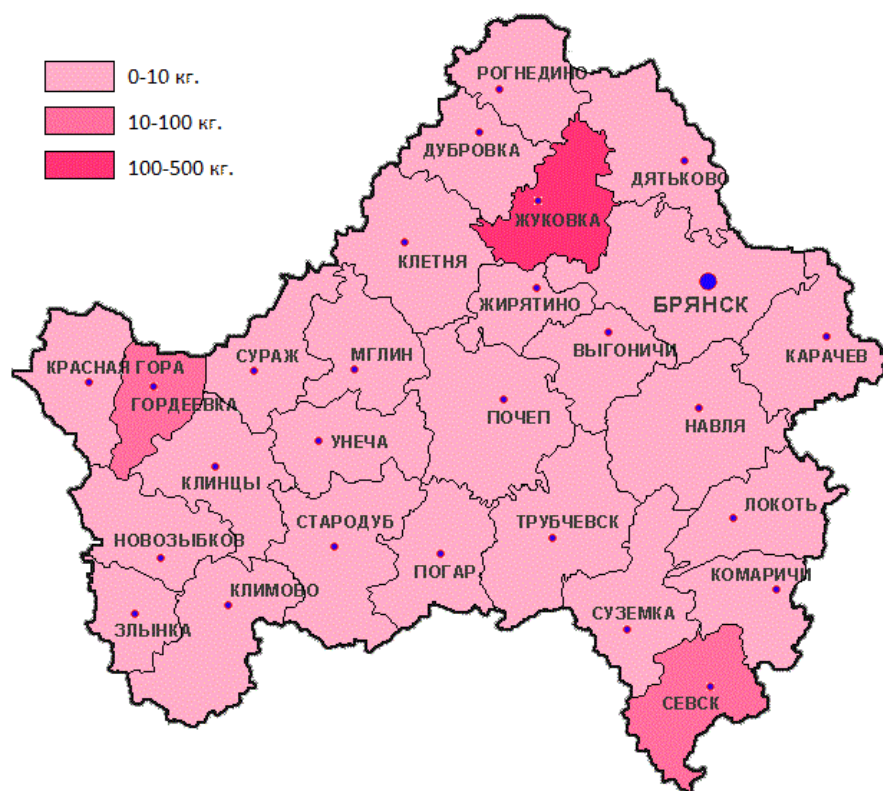 0-10 кг.
10-100 кг.
100-500 кг.
РОГНЕДИНО
ДУБРОВКА
ДЯТЬКОВО
ЖУКОВКА
КЛЕТНЯ
ЖИРЯТИНО
БРЯНСК
СУРАЖ
МГЛИН
ВЫГОНИЧИ
КАРАЧЕВ
КРАСНАЯ ГОРА
ГОРДЕЕВКА
ПОЧЕП
НАВЛЯ
УНЕЧА
КЛИНЦЫ
ЛОКОТЬ
СТАРОДУБ
ТРУБЧЕВСК
НОВОЗЫБКОВ
ПОГАР
КОМАРИЧИ
КЛИМОВО
СУЗЕМКА
ЗЛЫНКА
СЕВСК